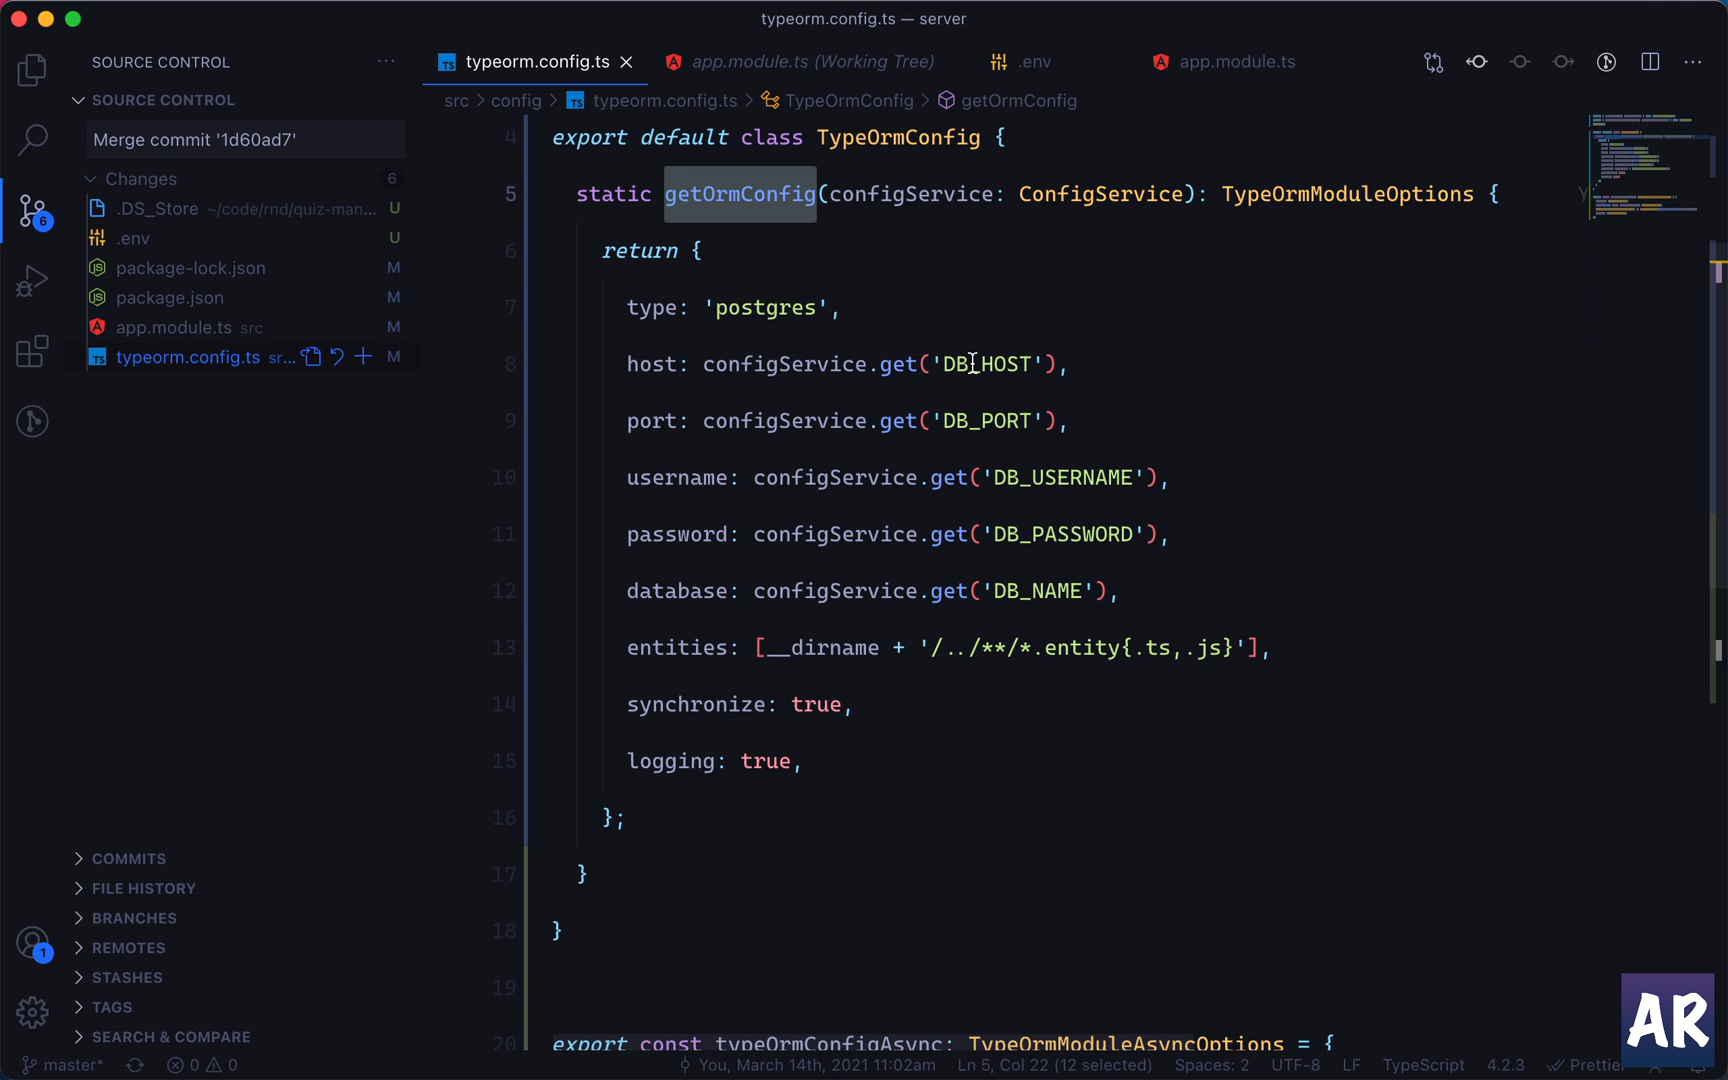 typeorm.config.ts — server
SOURCE CONTROL
SOURCE CONTROL
Merge commit '1d60ad7'
Changes 6
.DS_Store ~/code/rnd/quiz-man... U
.env U
package-lock.json M
package.json M
app.module.ts src M
typeorm.config.ts sr... M
6
1
COMMITS
FILE HISTORY
BRANCHES
REMOTES
STASHES
TAGS
SEARCH & COMPARE
TS typeorm.config.ts
app.module.ts (Working Tree)
.env
app.module.ts
src > config > TS typeorm.config.ts > TypeOrmConfig > getOrmConfig
4 export default class TypeOrmConfig {
5 static getOrmConfig(configService: ConfigService): TypeOrmModuleOptions {
6 return {
7 type: 'postgres',
8 host: configService.get('DB_HOST'),
9 port: configService.get('DB_PORT'),
10 username: configService.get('DB_USERNAME'),
11 password: configService.get('DB_PASSWORD'),
12 database: configService.get('DB_NAME'),
13 entities: [__dirname + '/../**/*.entity{.ts,.js}'],
14 synchronize: true,
15 logging: true,
16 };
17 }
18 }
19
20 export const typeOrmConfigAsync: TypeOrmModuleAsyncOptions = {
AR
master* 0 0 You, March 14th, 2021 11:02am Ln 5, Col 22 (12 selected) Spaces: 2 UTF-8 LF TypeScript 4.2.3